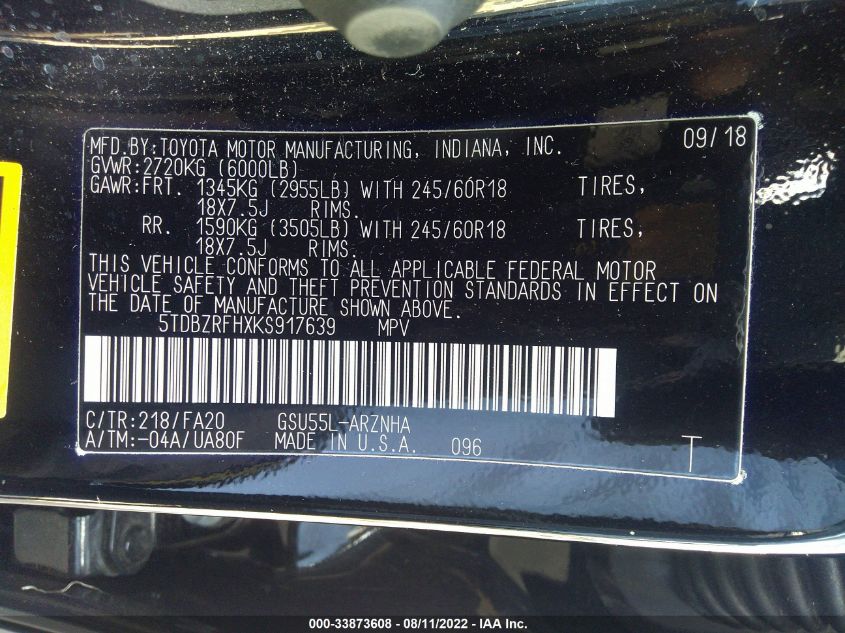 MFD.BY:TOYOTA MOTOR MANUFACTURING, INDIANA, INC. 09/18
GVWR:2720KG (6000LB)
GAWR:FRT. 1345KG (2955LB) WITH 245/60R18 TIRES,
18X7.5J RIMS.
RR. 1590KG (3505LB) WITH 245/60R18 TIRES,
18X7.5J RIMS.
THIS VEHICLE CONFORMS TO ALL APPLICABLE FEDERAL MOTOR
VEHICLE SAFETY AND THEFT PREVENTION STANDARDS IN EFFECT ON
THE DATE OF MANUFACTURE SHOWN ABOVE.
5TDBZRFHXKS917639 MPV
C/TR:218/FA20 GSU55L-ARZNHA
A/TM:-04A/UA80F MADE IN U.S.A. 096 T
000-33873608 - 08/11/2022 - IAA Inc.